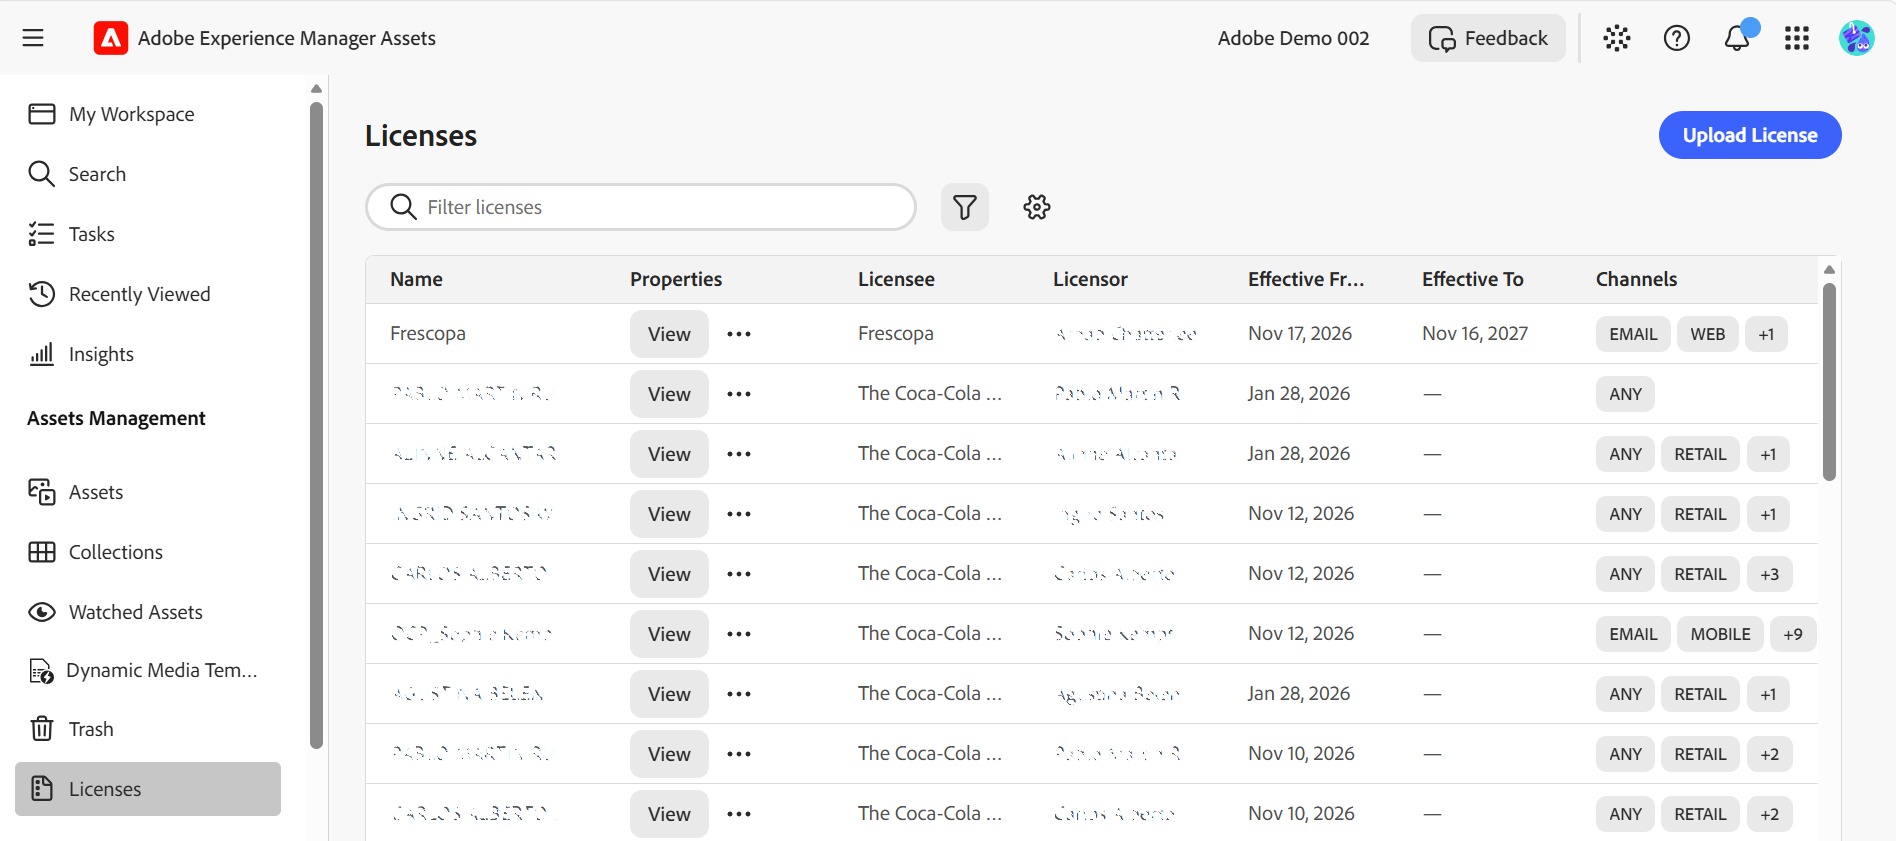 Adobe Experience Manager Assets
Adobe Demo 002
Feedback
My Workspace
Search
Tasks
Recently Viewed
Insights
Assets Management
Assets
Collections
Watched Assets
Dynamic Media Tem...
Trash
Licenses
Licenses
Upload License
Filter licenses
Name Properties Licensee Licensor Effective Fr... Effective To Channels
Frescopa View ••• Frescopa Nov 17, 2026 Nov 16, 2027 EMAIL WEB +1
View ••• The Coca-Cola ... Jan 28, 2026 — ANY
View ••• The Coca-Cola ... Jan 28, 2026 — ANY RETAIL +1
View ••• The Coca-Cola ... Nov 12, 2026 — ANY RETAIL +1
View ••• The Coca-Cola ... Nov 12, 2026 — ANY RETAIL +3
View ••• The Coca-Cola ... Nov 12, 2026 — EMAIL MOBILE +9
View ••• The Coca-Cola ... Jan 28, 2026 — ANY RETAIL +1
View ••• The Coca-Cola ... Nov 10, 2026 — ANY RETAIL +2
View ••• The Coca-Cola ... Nov 10, 2026 — ANY RETAIL +2